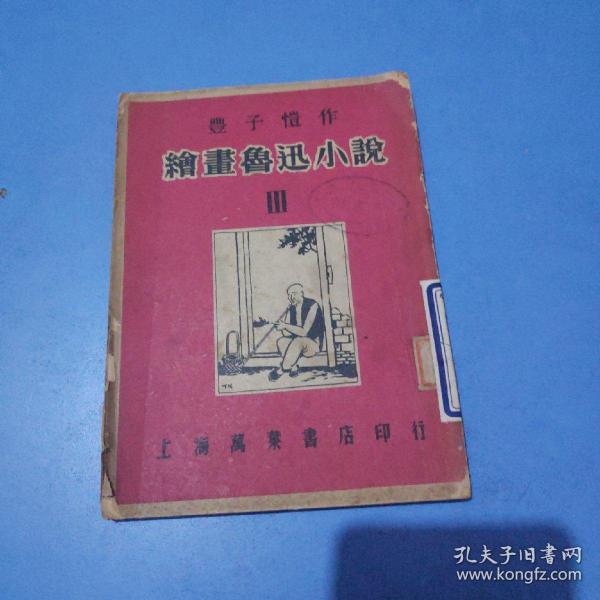 豐子愷作
繪畫魯迅小說
III
TK
上海萬葉書店印行
孔夫子旧书网
www.kongfz.com